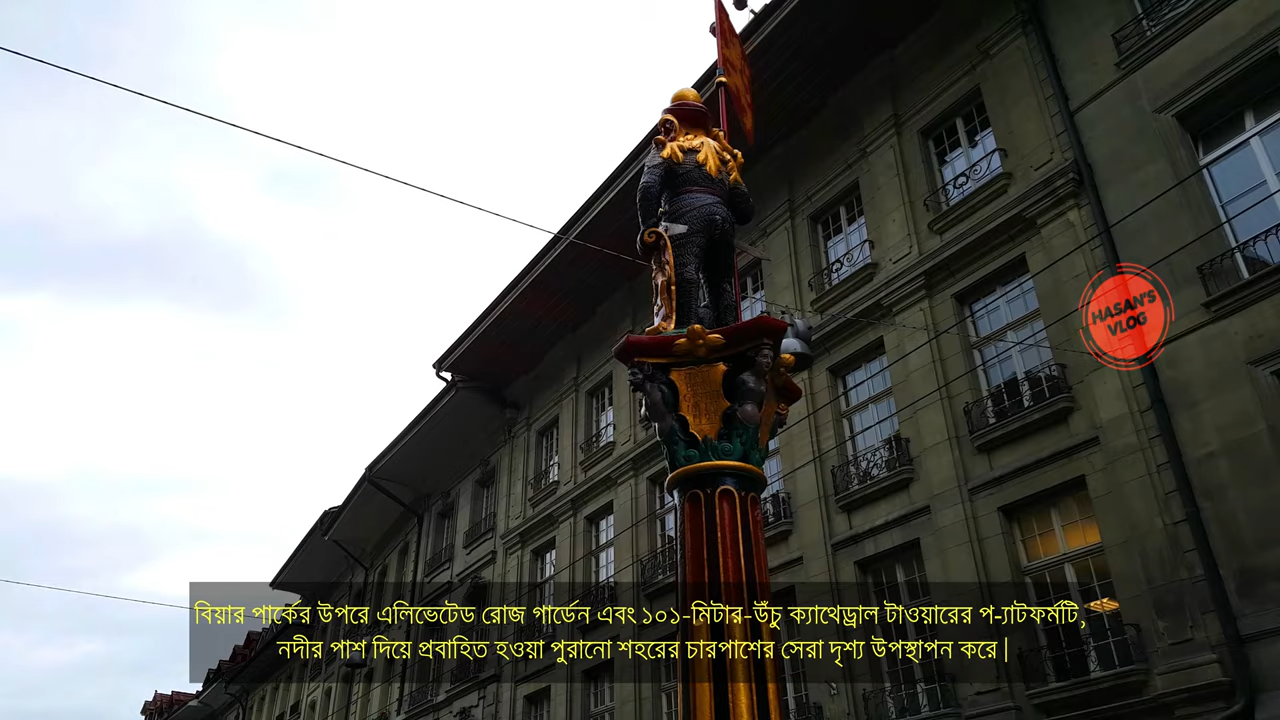 HASAN'S
VLOG
বিয়ার পার্কের উপরে এলিভেটেড রোজ গার্ডেন এবং ১০১-মিটার-উঁচু ক্যাথেড্রাল টাওয়ারের প-্যাটফর্মটি,
নদীর পাশ দিয়ে প্রবাহিত হওয়া পুরানো শহরের চারপাশের সেরা দৃশ্য উপস্থাপন করে |